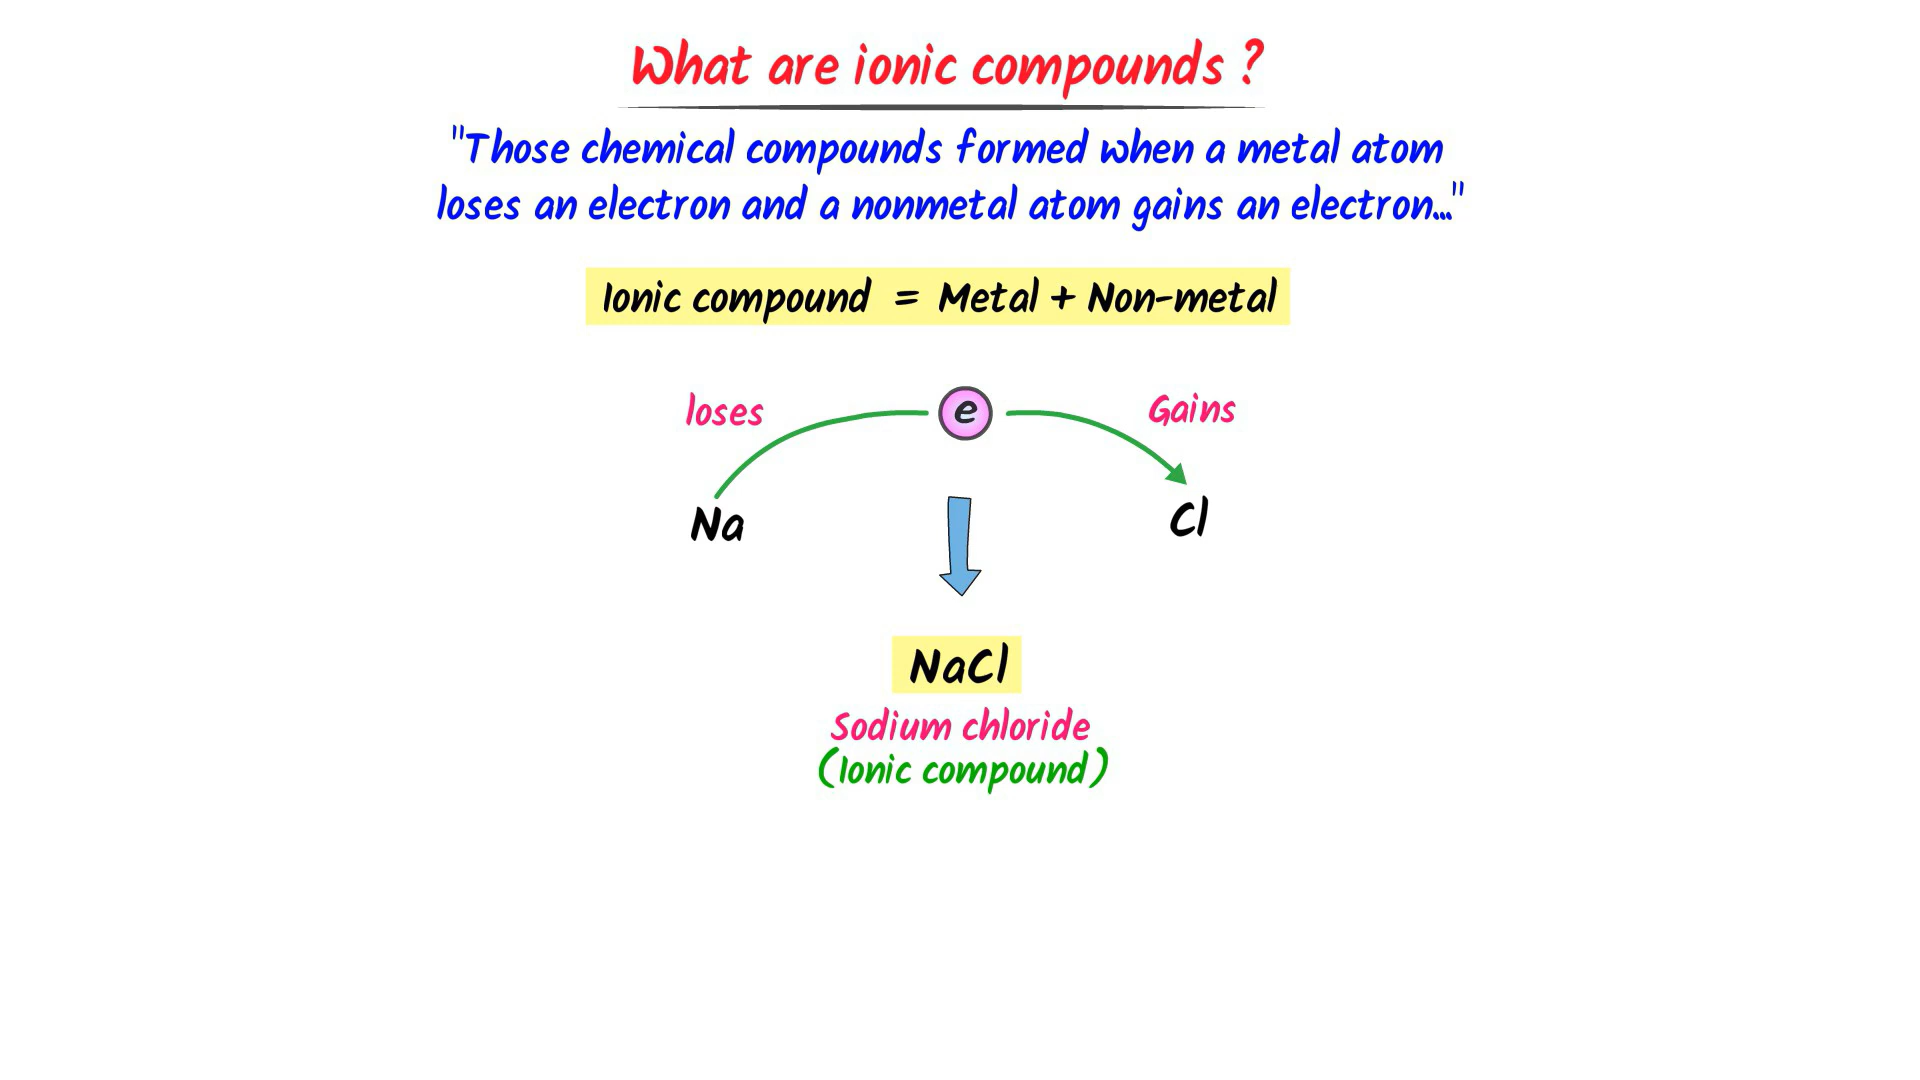 What are ionic compounds ?
"Those chemical compounds formed when a metal atom
loses an electron and a nonmetal atom gains an electron..."
Ionic compound = Metal + Non-metal
loses e Gains
Na Cl
NaCl
Sodium chloride
(Ionic compound)